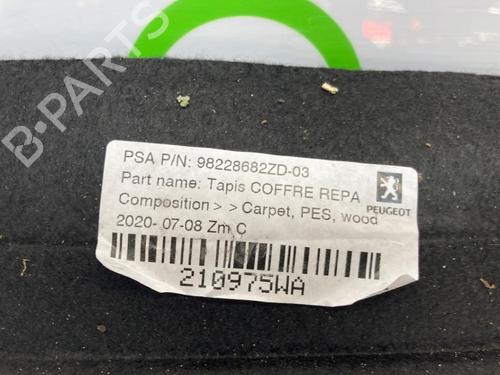 PSA P/N: 98228682ZD-03
Part name: Tapis COFFRE REPA
Composition> > Carpet, PES, wood
PEUGEOT
2020- 07-08 Zm C
210975WA
B-PARTS